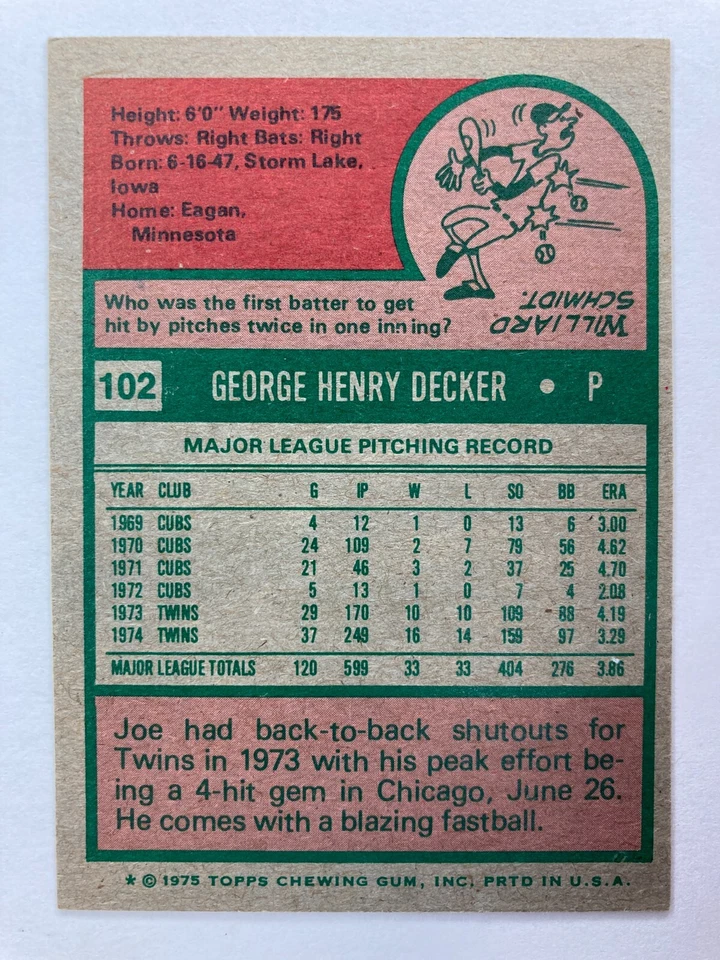 Height: 6'0" Weight: 175
Throws: Right Bats: Right
Born: 6-16-47, Storm Lake,
Iowa
Home: Eagan,
Minnesota
Who was the first batter to get
hit by pitches twice in one inning?
WILLIARD
SCHMIDT.
102 GEORGE HENRY DECKER • P
MAJOR LEAGUE PITCHING RECORD
YEAR CLUB G IP W L SO BB ERA
1969 CUBS 4 12 1 0 13 6 3.00
1970 CUBS 24 109 2 7 79 56 4.62
1971 CUBS 21 46 3 2 37 25 4.70
1972 CUBS 5 13 1 0 7 4 2.08
1973 TWINS 29 170 10 10 109 88 4.19
1974 TWINS 37 249 16 14 159 97 3.29
MAJOR LEAGUE TOTALS 120 599 33 33 404 276 3.86
Joe had back-to-back shutouts for
Twins in 1973 with his peak effort be-
ing a 4-hit gem in Chicago, June 26.
He comes with a blazing fastball.
* © 1975 TOPPS CHEWING GUM, INC. PRTD IN U.S.A.